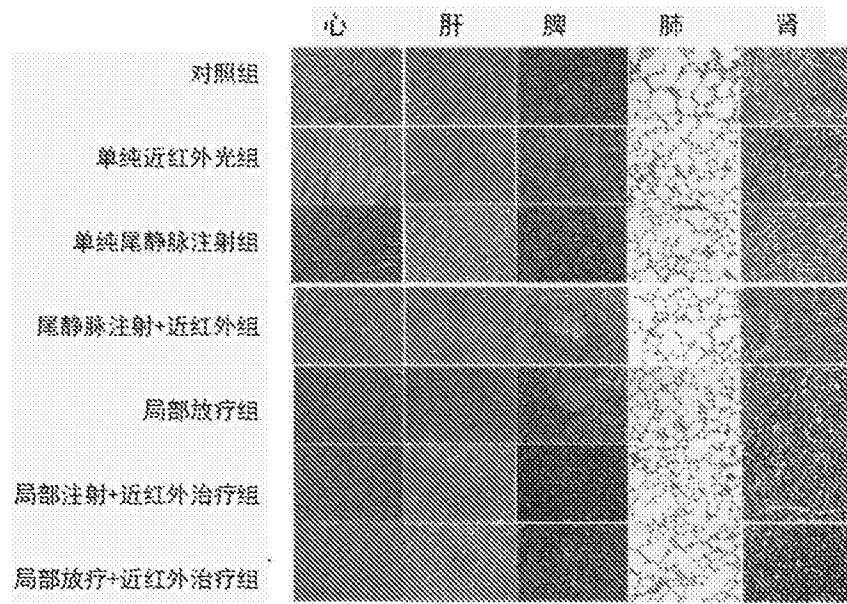 心 肝 脾 肺 肾
对照组
单纯近红外光组
单纯尾静脉注射组
尾静脉注射+近红外组
局部放疗组
局部注射+近红外治疗组
局部放疗+近红外治疗组